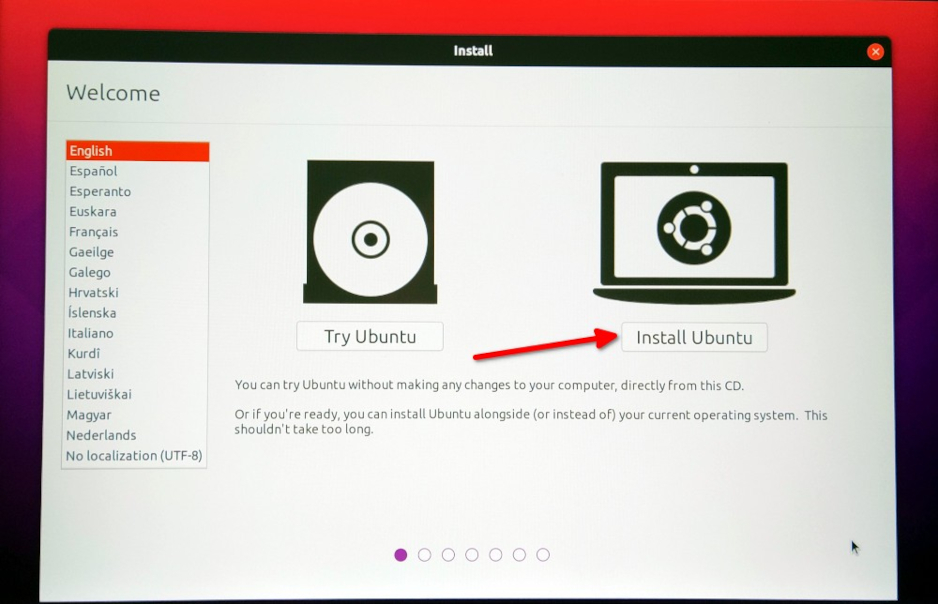 Install
Welcome
English
Español
Esperanto
Euskara
Français
Gaeilge
Galego
Hrvatski
Íslenska
Italiano
Kurdî
Latviski
Lietuviškai
Magyar
Nederlands
No localization (UTF-8)
Try Ubuntu
Install Ubuntu
You can try Ubuntu without making any changes to your computer, directly from this CD.
Or if you're ready, you can install Ubuntu alongside (or instead of) your current operating system. This
shouldn't take too long.